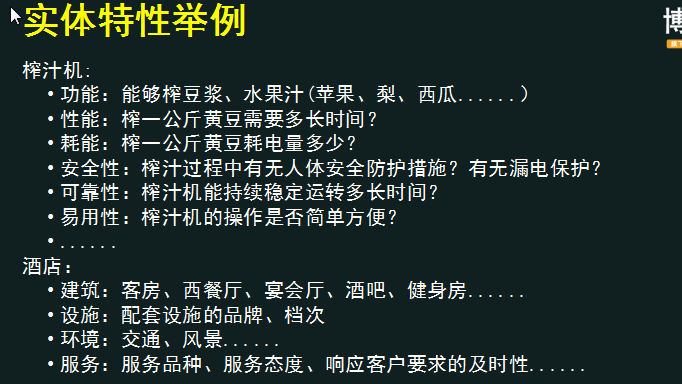 实体特性举例
博
榨汁机:
•功能：能够榨豆浆、水果汁(苹果、梨、西瓜......)
•性能：榨一公斤黄豆需要多长时间？
•耗能：榨一公斤黄豆耗电量多少？
•安全性：榨汁过程中有无人体安全防护措施？有无漏电保护？
•可靠性：榨汁机能持续稳定运转多长时间？
•易用性：榨汁机的操作是否简单方便？
•......
酒店：
•建筑：客房、西餐厅、宴会厅、酒吧、健身房......
•设施：配套设施的品牌、档次
•环境：交通、风景......
•服务：服务品种、服务态度、响应客户要求的及时性......